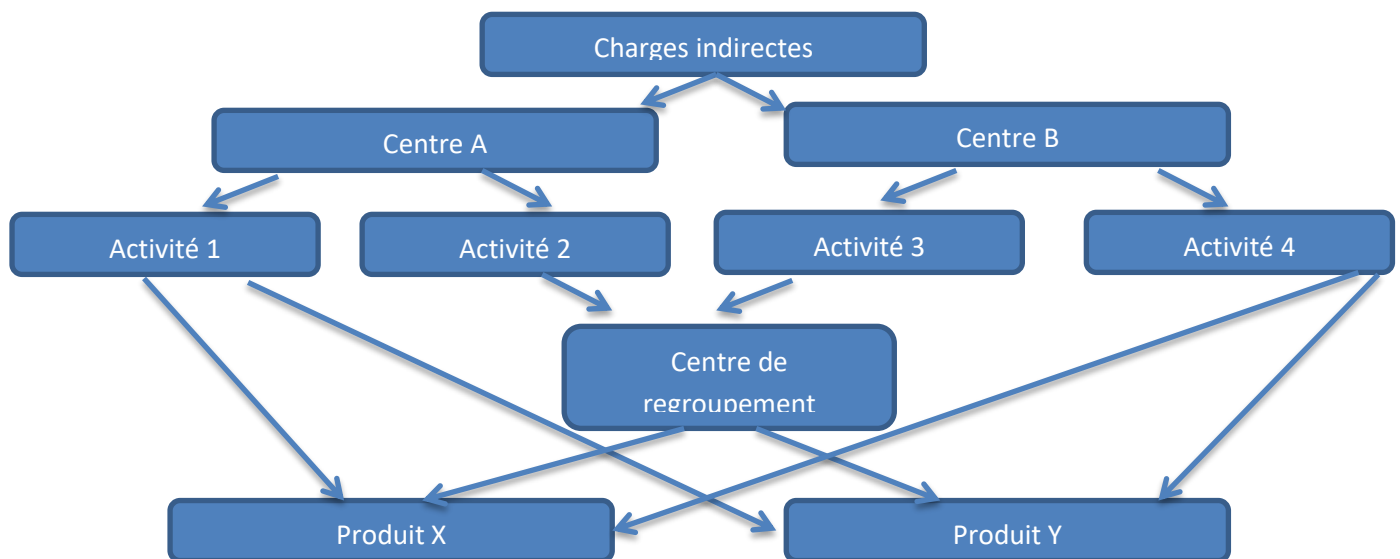 Charges indirectes
Centre A
Centre B
Activité 1
Activité 2
Activité 3
Activité 4
Centre de
regroupement
Produit X
Produit Y